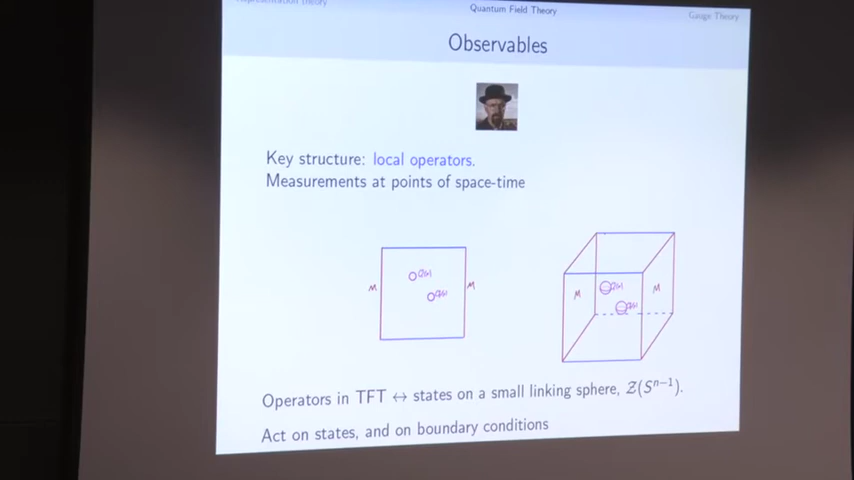 Representation Theory
Quantum Field Theory
Gauge Theory
Observables
Key structure: local operators.
Measurements at points of space-time
M
M
M
M
Operators in TFT ↔ states on a small linking sphere, Z(Sⁿ⁻¹).
Act on states, and on boundary conditions